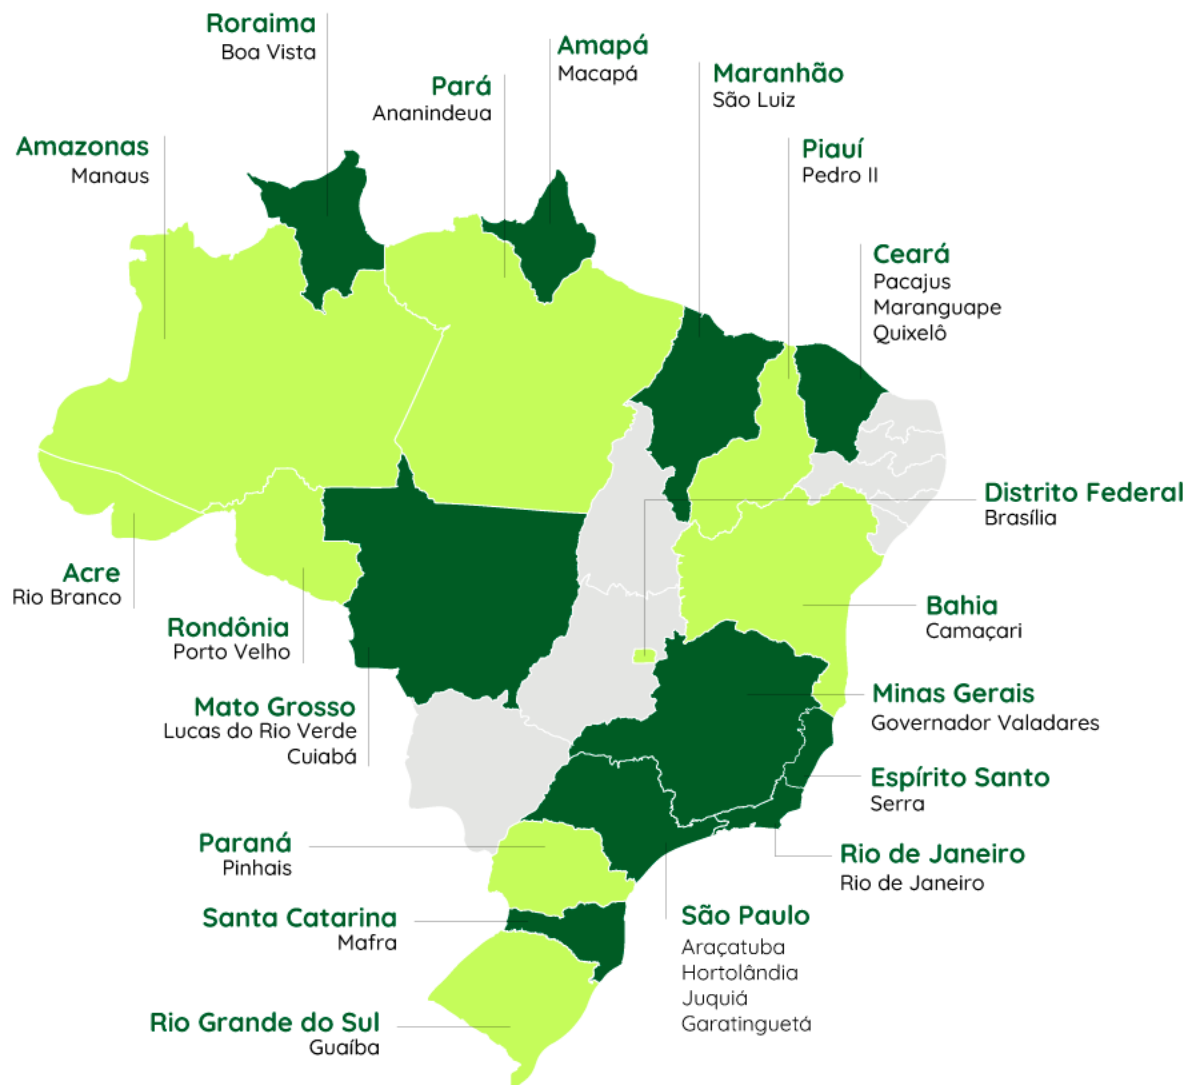 Roraima
Boa Vista
Amapá
Macapá
Maranhão
São Luiz
Pará
Ananindeua
Amazonas
Manaus
Piauí
Pedro II
Ceará
Pacajus
Maranguape
Quixelô
Distrito Federal
Brasília
Acre
Rio Branco
Bahia
Camaçari
Rondônia
Porto Velho
Minas Gerais
Governador Valadares
Mato Grosso
Lucas do Rio Verde
Cuiabá
Espírito Santo
Serra
Paraná
Pinhais
Rio de Janeiro
Rio de Janeiro
Santa Catarina
Mafra
São Paulo
Araçatuba
Hortolândia
Juquiá
Garatinguetá
Rio Grande do Sul
Guaíba